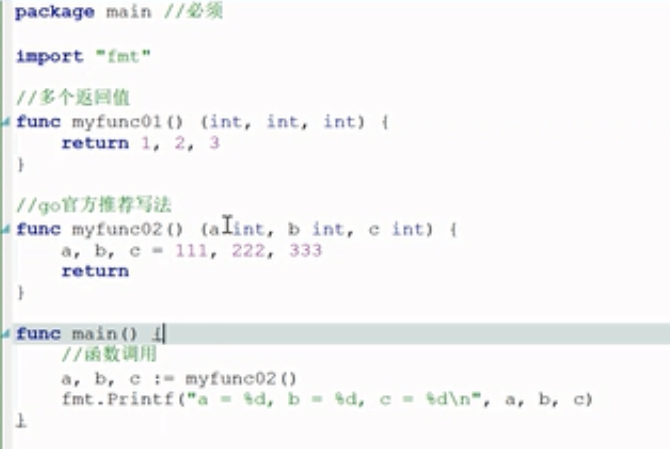 package main //必须
import "fmt"
//多个返回值
func myfunc01() (int, int, int) {
return 1, 2, 3
}
//go官方推荐写法
func myfunc02() (a int, b int, c int) {
a, b, c = 111, 222, 333
return
}
func main() {
//函数调用
a, b, c := myfunc02()
fmt.Printf("a = %d, b = %d, c = %d\n", a, b, c)
}